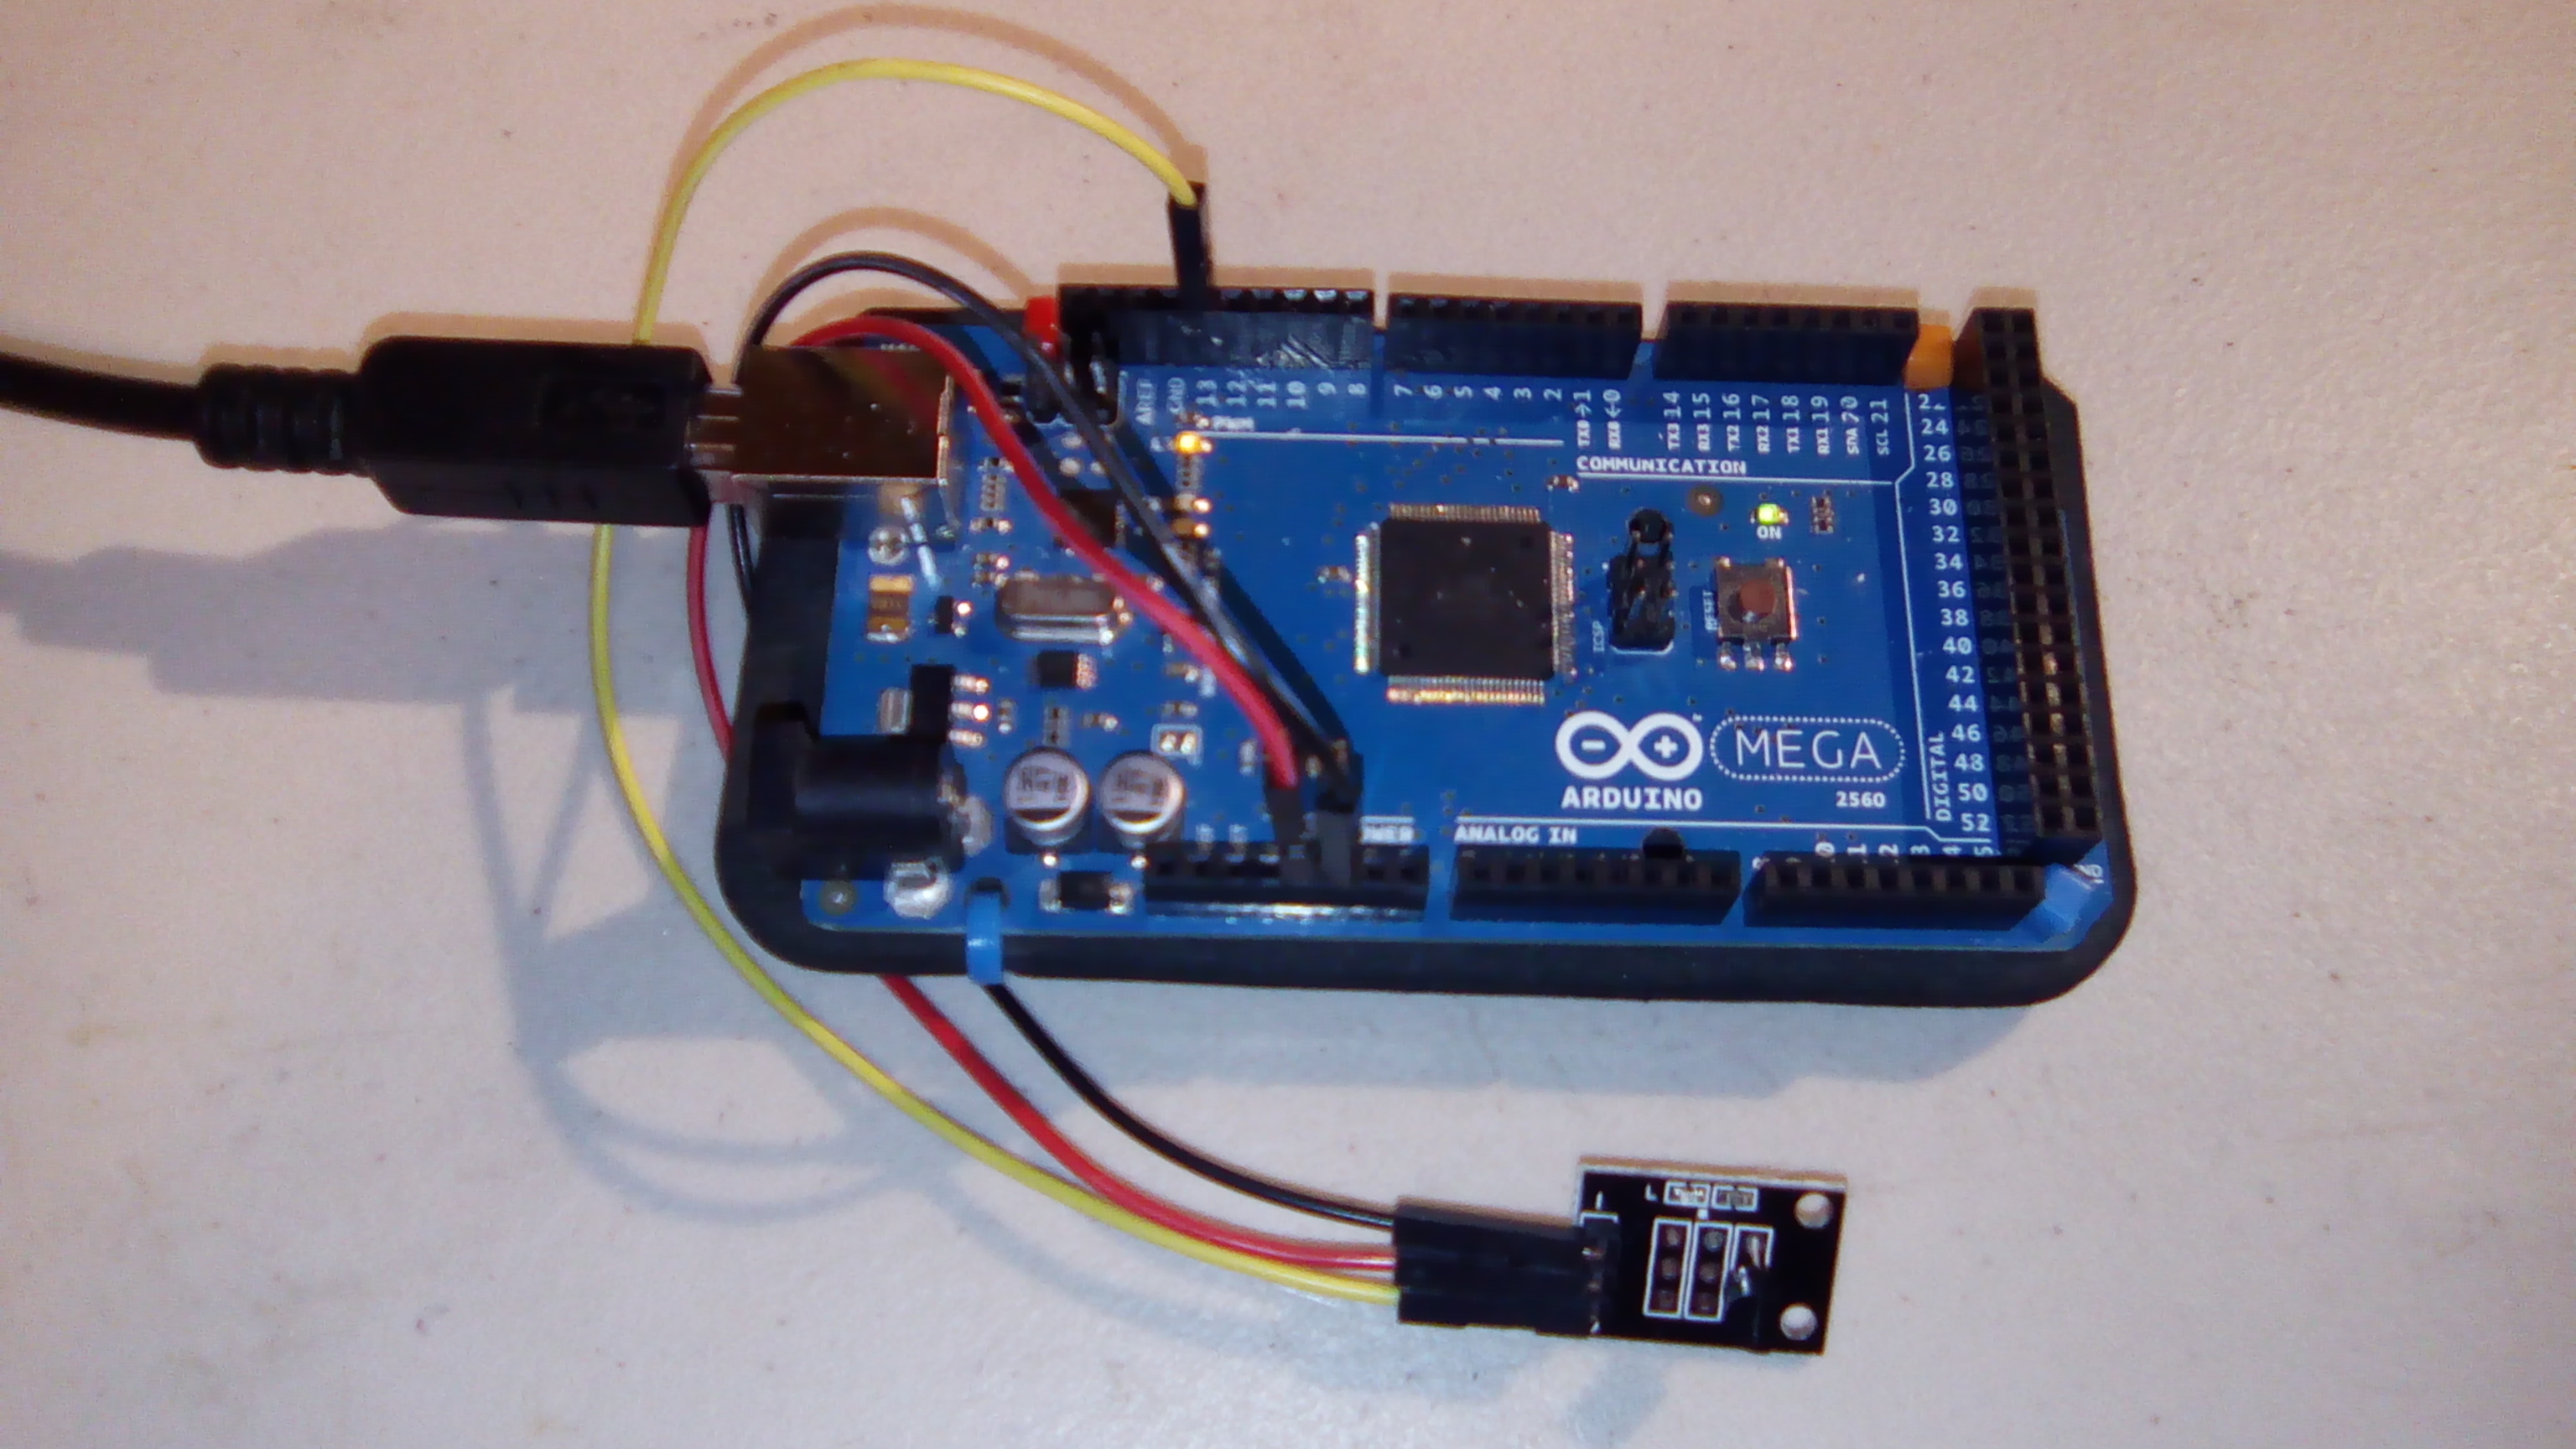 AREF
GND
13
12
11
10
9
8
7
6
5
4
3
2
TX0→1
RX0←0
TX3 14
RX3 15
TX2 16
RX2 17
TX1 18
RX1 19
SDA 20
SCL 21
PWM
COMMUNICATION
24
26
28
30
32
34
36
38
40
42
44
46
48
50
52
DIGITAL
ON
RESET
ICSP
ARDUINO
MEGA
2560
ANALOG IN
L